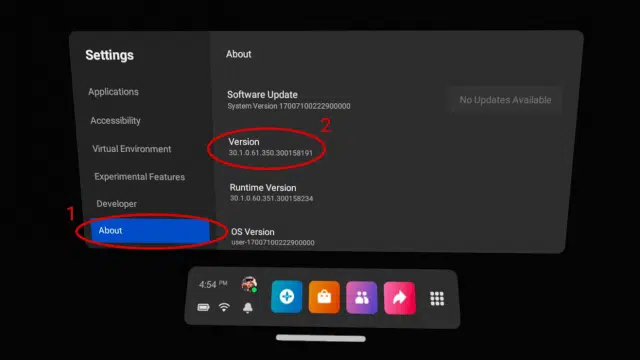 Settings
Applications
Accessibility
Virtual Environment
Experimental Features
Developer
1
About
About
Software Update
System Version 17007100222900000
No Updates Available
2
Version
30.1.0.61.350.300158191
Runtime Version
30.1.0.60.351.300158234
OS Version
user-17007100222900000
4:54 PM